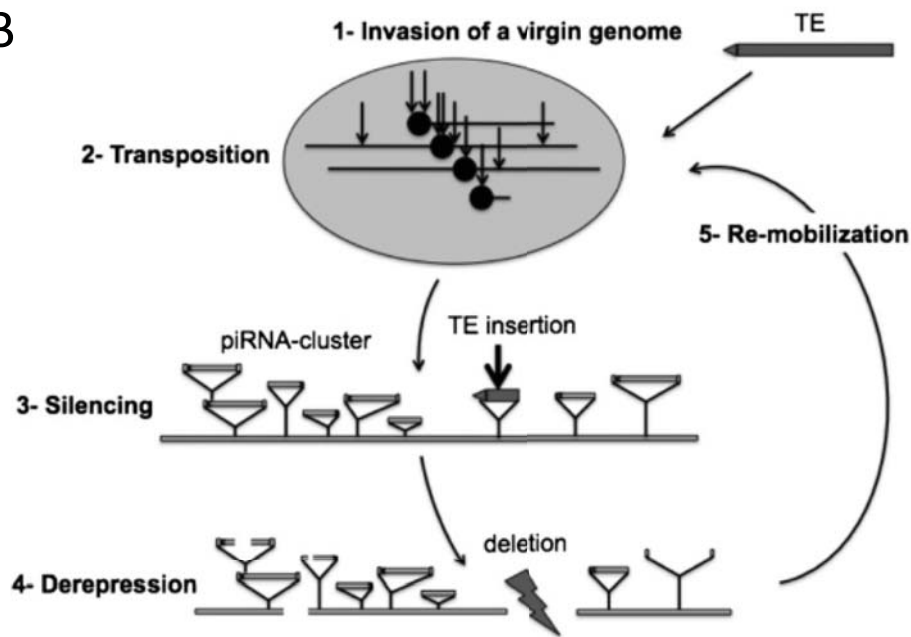 B
1- Invasion of a virgin genome
TE
2- Transposition
5- Re-mobilization
TE insertion
piRNA-cluster
3- Silencing
deletion
4- Derepression